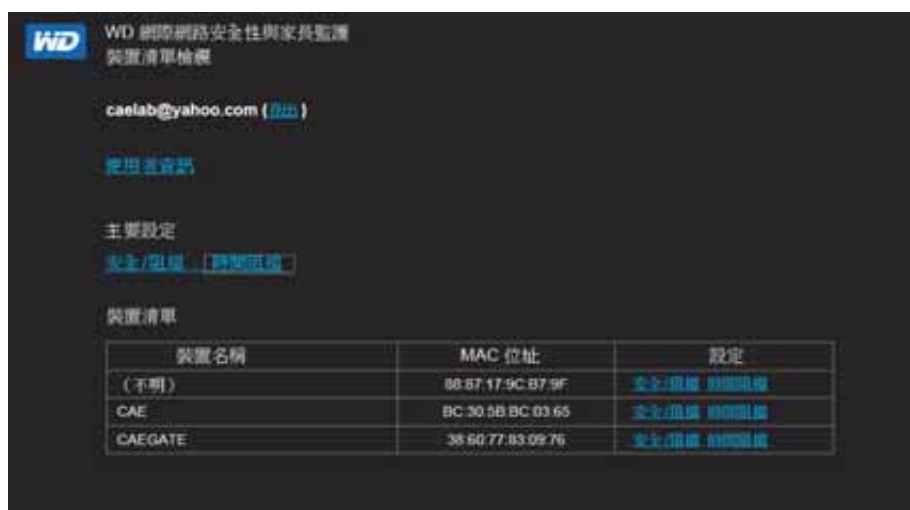 WD
WD 網際網路安全性與家長監護
裝置清單檢視
caelab@yahoo.com (登出)
使用者資訊
主要設定
安全/阻擋 時間阻擋
裝置清單
裝置名稱 MAC 位址 設定
（不明） 88:87:17:9C:B7:9F 安全/阻擋 時間阻擋
CAE BC:30:5B:BC:03:65 安全/阻擋 時間阻擋
CAEGATE 38:60:77:83:09:76 安全/阻擋 時間阻擋